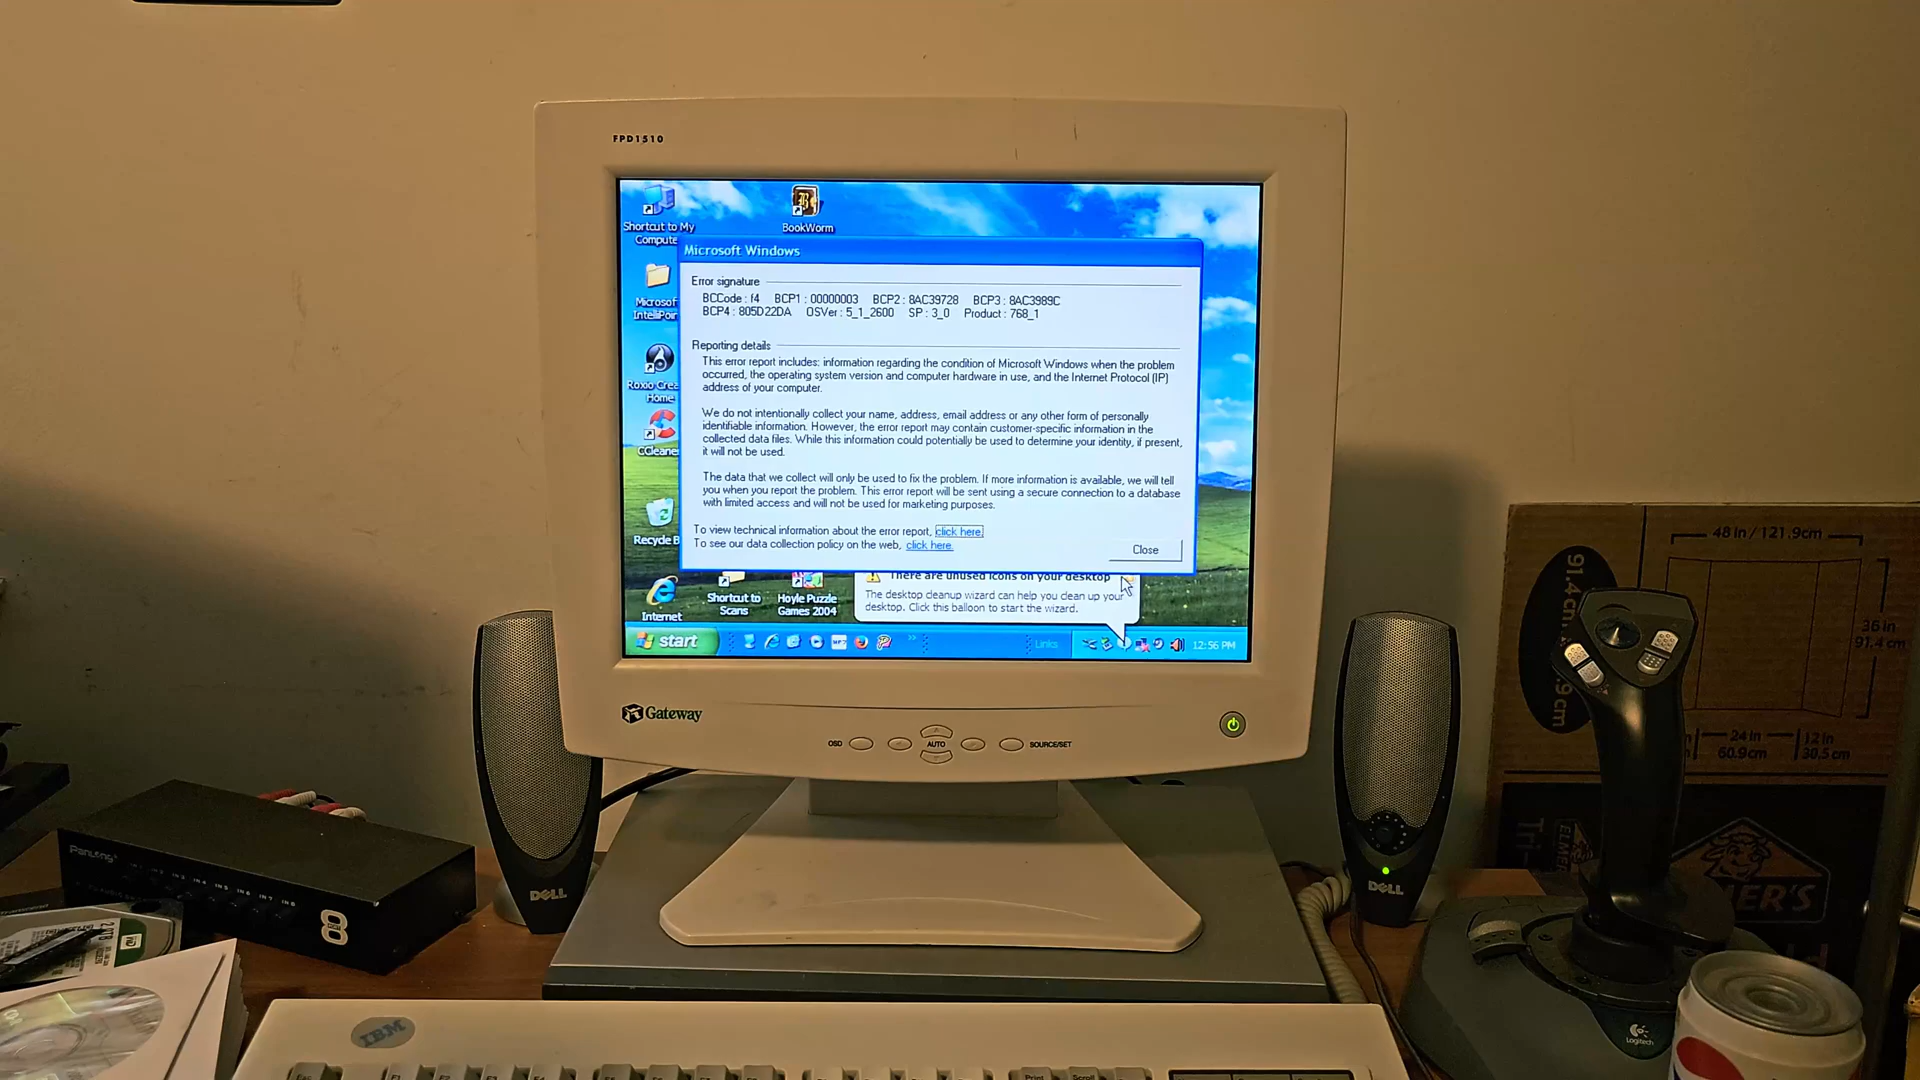 FPD1510
Shortcut to My
BookWorm
Microsoft Windows
Error signature
BCCode : f4 BCP1 : 00000003 BCP2 : 8AC39728 BCP3 : 8AC3989C
BCP4 : 805D22DA OSVer : 5_1_2600 SP : 3_0 Product : 768_1
Reporting details
This error report includes: information regarding the condition of Microsoft Windows when the problem
occurred, the operating system version and computer hardware in use, and the Internet Protocol (IP)
address of your computer.
We do not intentionally collect your name, address, email address or any other form of personally
identifiable information. However, the error report may contain customer-specific information in the
collected data files. While this information could potentially be used to determine your identity, if present,
it will not be used.
The data that we collect will only be used to fix the problem. If more information is available, we will tell
you when you report the problem. This error report will be sent using a secure connection to a database
with limited access and will not be used for marketing purposes.
To view technical information about the error report, click here.
To see our data collection policy on the web, click here.
Close
Compute
Microsof
IntelliPoin
Roxio Crea
Home
CCleane
Recycle B
Internet
Shortcut to
Scans
Hoyle Puzzle
Games 2004
There are unused icons on your desktop
The desktop cleanup wizard can help you clean up your
desktop. Click this balloon to start the wizard.
start
Links
12:56 PM
Gateway
OSD
AUTO
SOURCE/SET
DELL
DELL
8
IBM
48 in / 121.9cm
91.4 cm
36 in
91.4 cm
24 in
60.9cm
12 in
30.5cm
Tri-
Logitech